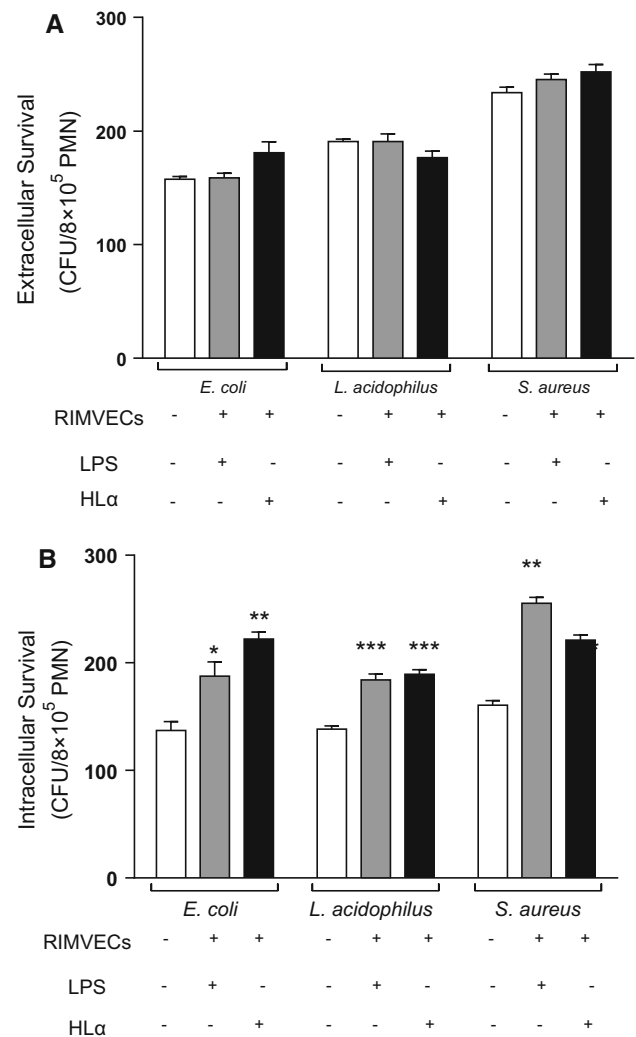 A
Extracellular Survival
(CFU/8×10⁵ PMN)
300
200
100
0
E. coli L. acidophilus S. aureus
RIMVECs - + + - + + - + +
LPS - + - - + - - + -
HLα - - + - - + - - +
B
Intracellular Survival
(CFU/8×10⁵ PMN)
300
200
100
0
* ** *** *** **
E. coli L. acidophilus S. aureus
RIMVECs - + + - + + - + +
LPS - + - - + - - + -
HLα - - + - - + - - +